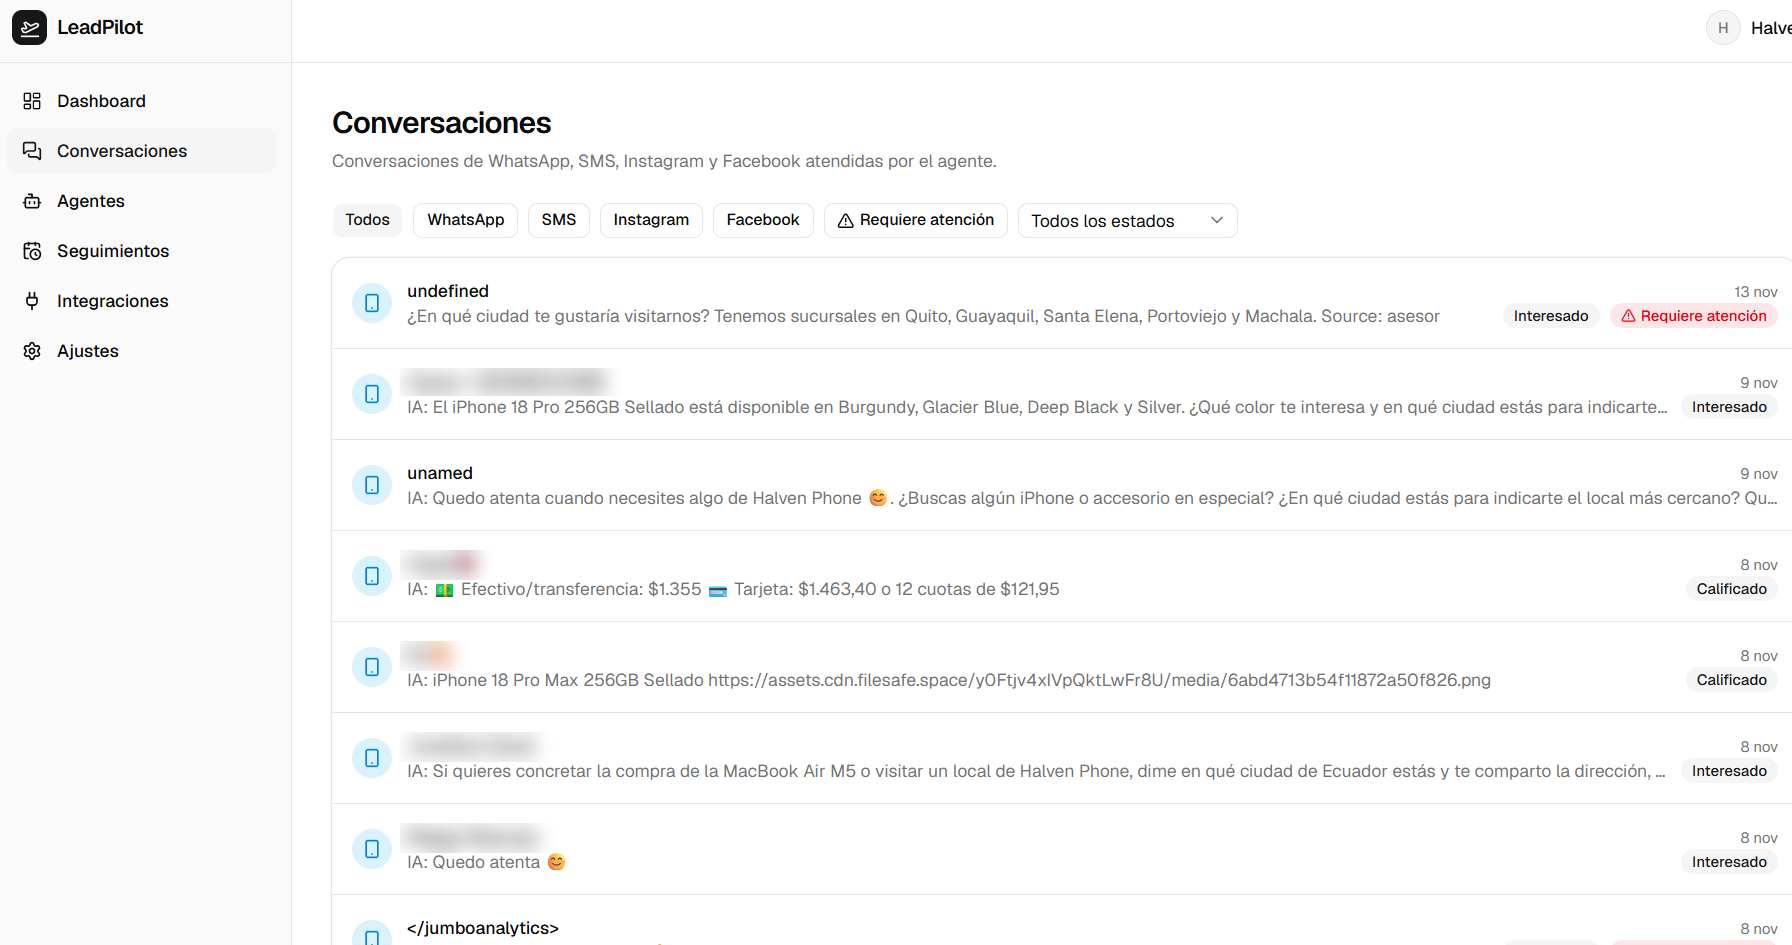 LeadPilot
H Halve
Dashboard
Conversaciones
Agentes
Seguimientos
Integraciones
Ajustes
Conversaciones
Conversaciones de WhatsApp, SMS, Instagram y Facebook atendidas por el agente.
Todos WhatsApp SMS Instagram Facebook Requiere atención Todos los estados
undefined 13 nov
¿En qué ciudad te gustaría visitarnos? Tenemos sucursales en Quito, Guayaquil, Santa Elena, Portoviejo y Machala. Source: asesor Interesado Requiere atención
9 nov
IA: El iPhone 18 Pro 256GB Sellado está disponible en Burgundy, Glacier Blue, Deep Black y Silver. ¿Qué color te interesa y en qué ciudad estás para indicarte... Interesado
unamed 9 nov
IA: Quedo atenta cuando necesites algo de Halven Phone 😊. ¿Buscas algún iPhone o accesorio en especial? ¿En qué ciudad estás para indicarte el local más cercano? Qu...
8 nov
IA: 💵 Efectivo/transferencia: $1.355 💳 Tarjeta: $1.463,40 o 12 cuotas de $121,95 Calificado
8 nov
IA: iPhone 18 Pro Max 256GB Sellado https://assets.cdn.filesafe.space/y0Ftjv4xIVpQktLwFr8U/media/6abd4713b54f11872a50f826.png Calificado
8 nov
IA: Si quieres concretar la compra de la MacBook Air M5 o visitar un local de Halven Phone, dime en qué ciudad de Ecuador estás y te comparto la dirección, ... Interesado
8 nov
IA: Quedo atenta 😊 Interesado
</jumboanalytics> 8 nov